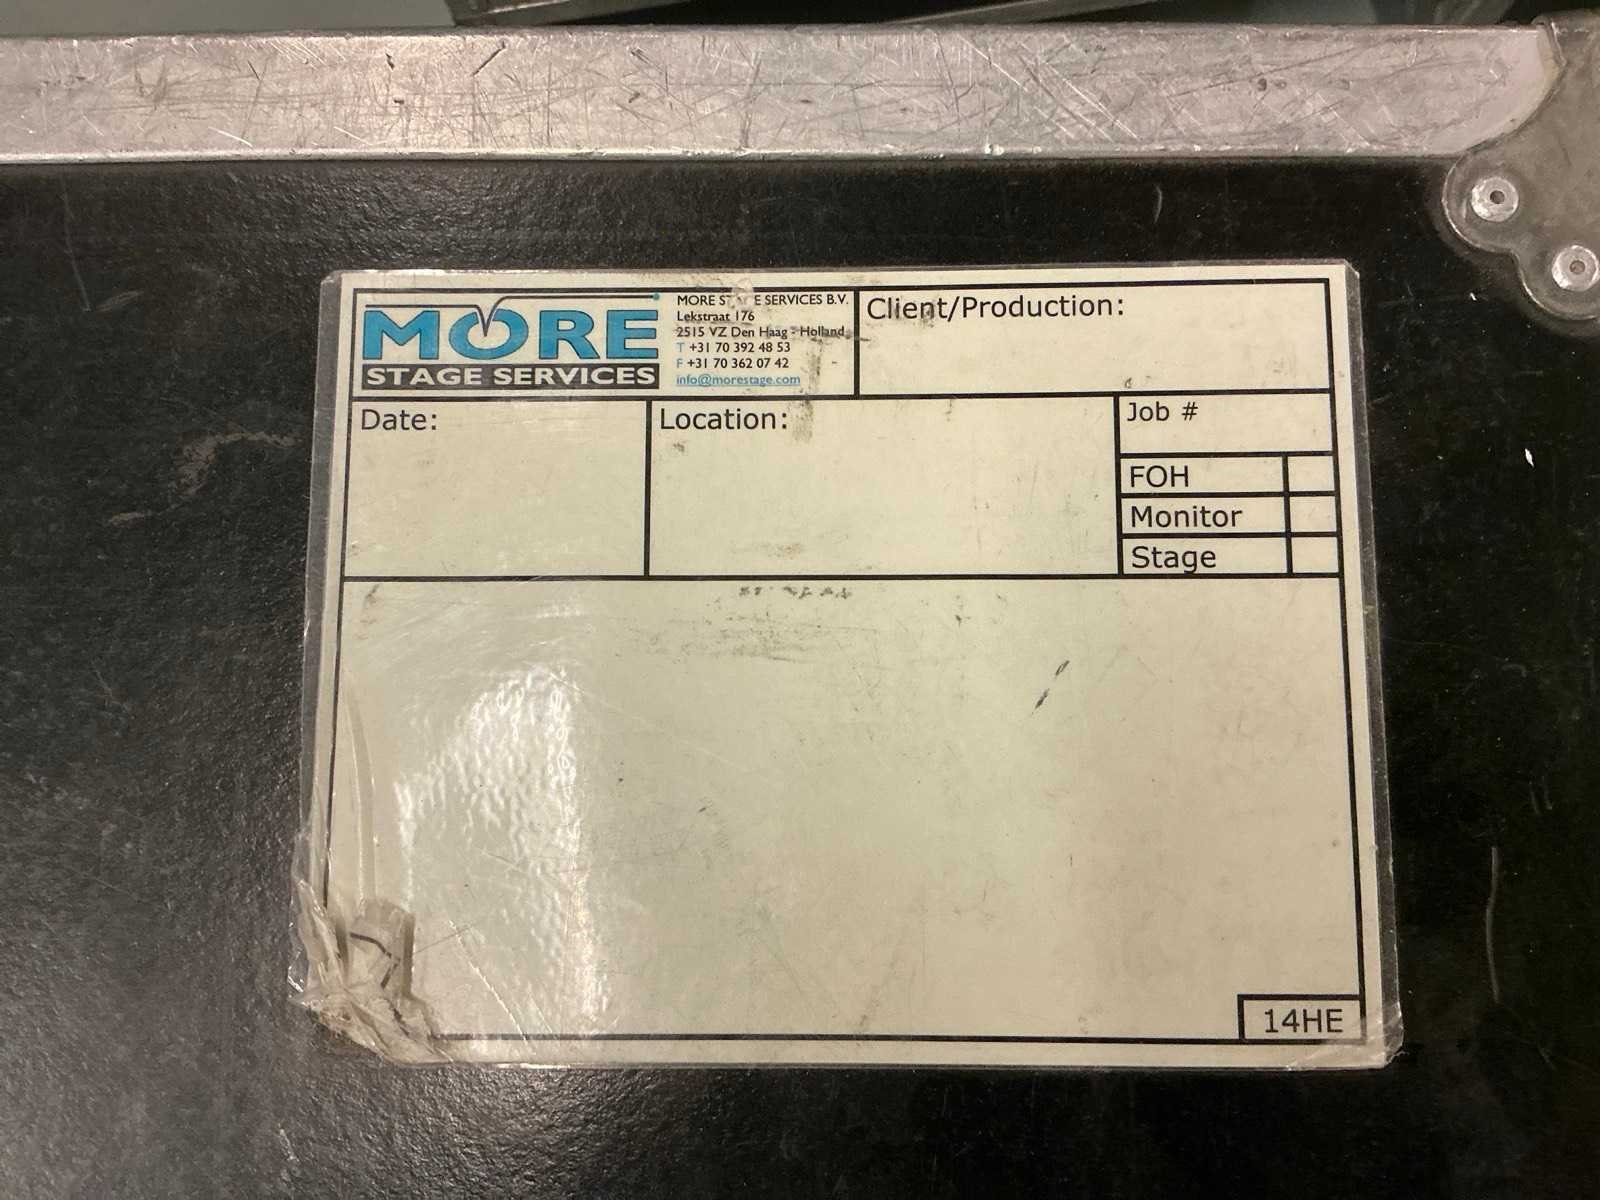 MORE
STAGE SERVICES
MORE STAGE SERVICES B.V.
Lekstraat 176
2515 VZ Den Haag - Holland
T +31 70 392 48 53
F +31 70 362 07 42
info@morestage.com
Client/Production:
Date:
Location:
Job #
FOH
Monitor
Stage
14HE